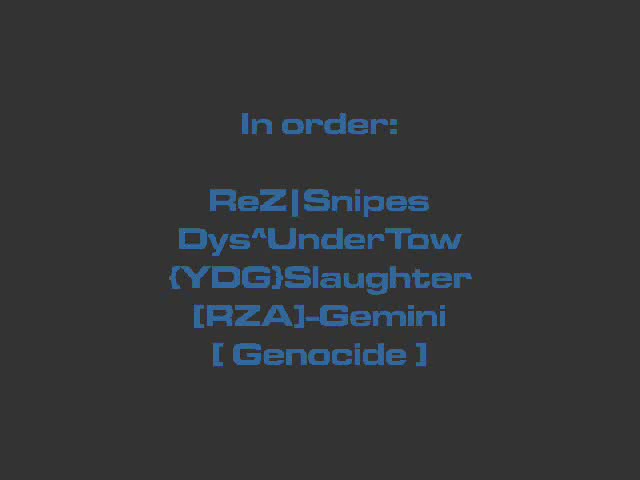 In order:
ReZ|Snipes
Dys^UnderTow
{YDG}Slaughter
[RZA]-Gemini
[ Genocide ]